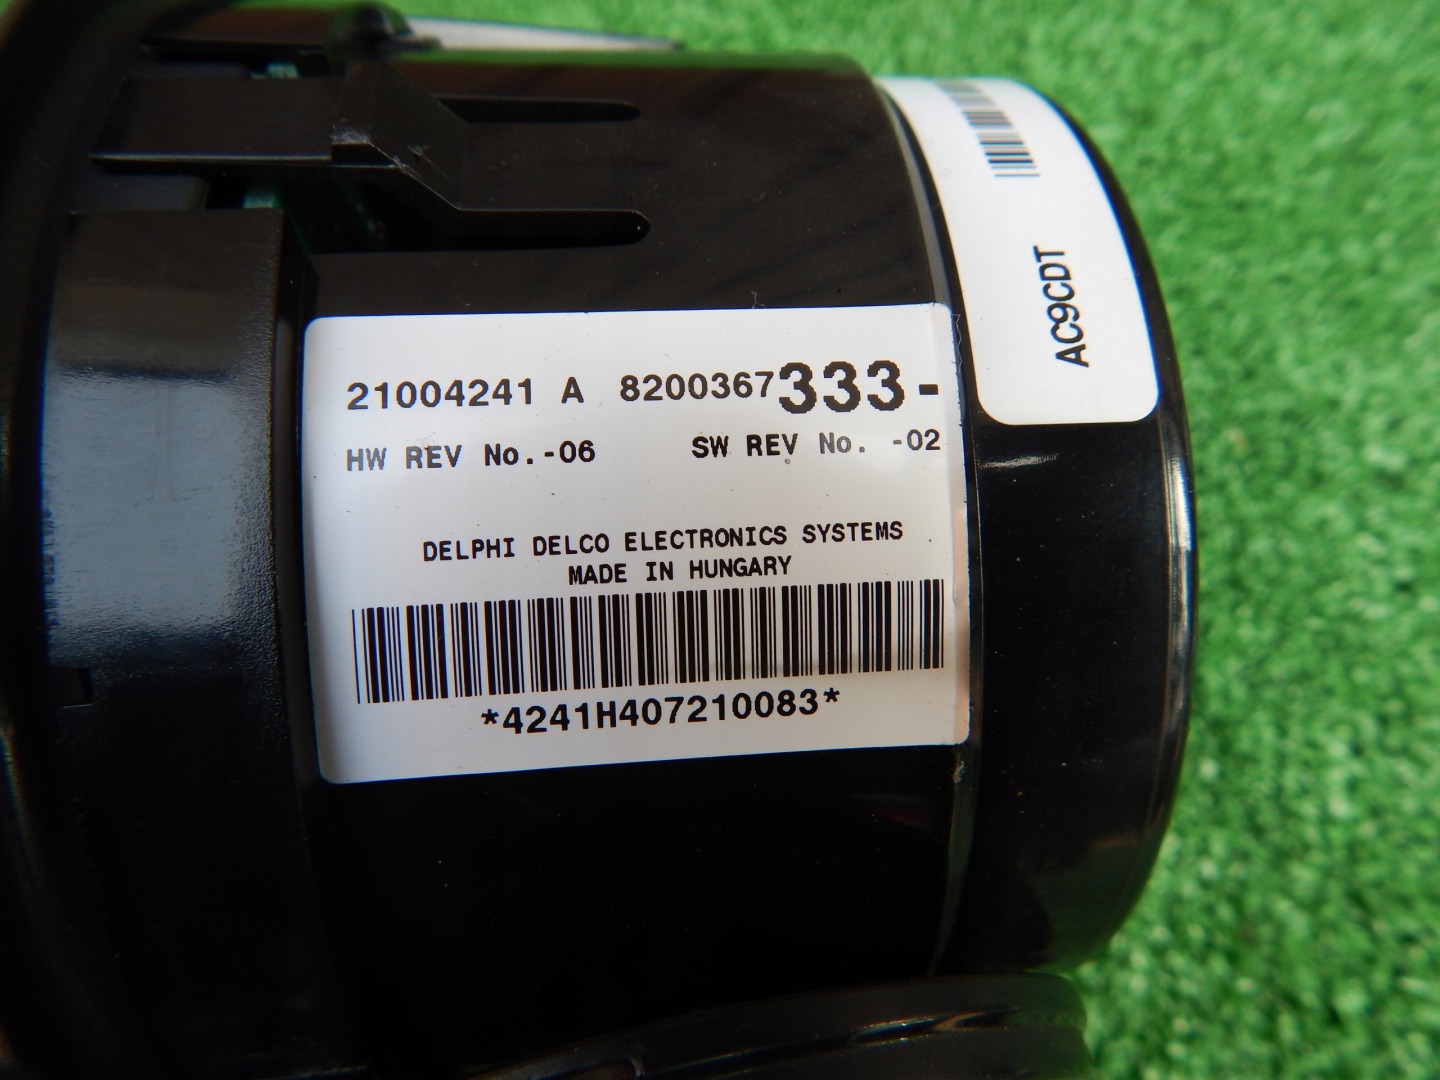 21004241 A 8200367333-
HW REV No.-06 SW REV No. -02
DELPHI DELCO ELECTRONICS SYSTEMS
MADE IN HUNGARY
*4241H407210083*
AC9CDT